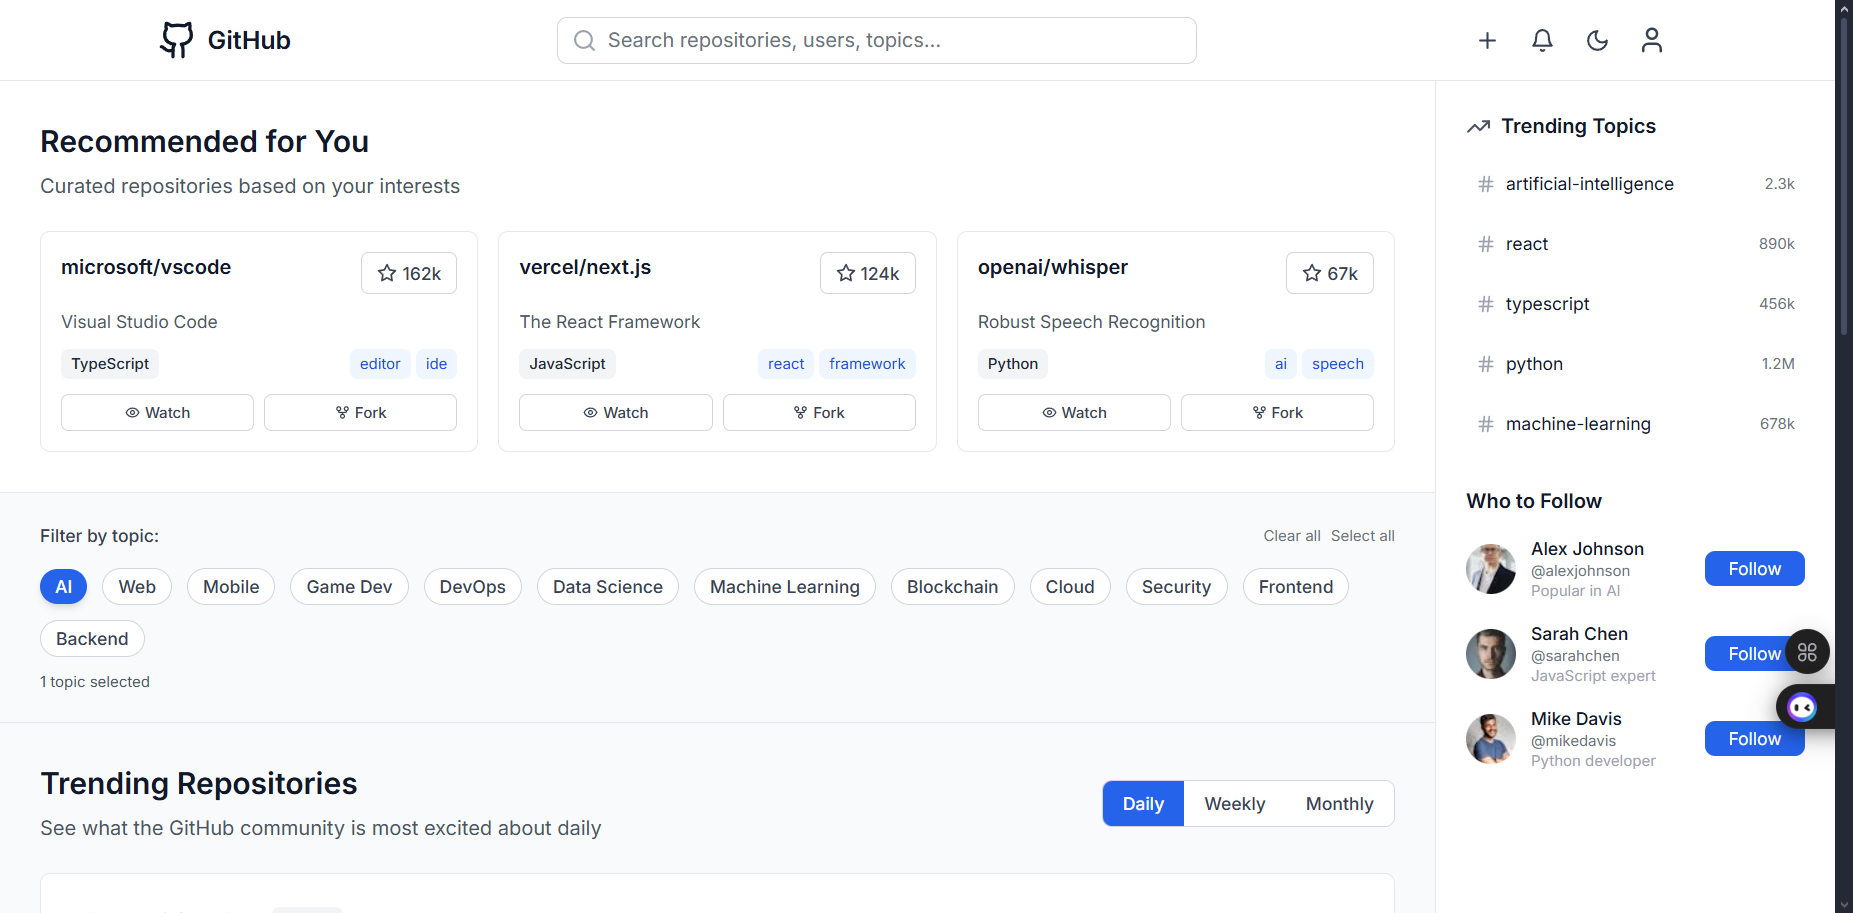 GitHub
Search repositories, users, topics...
Recommended for You
Curated repositories based on your interests
microsoft/vscode
162k
Visual Studio Code
TypeScript
editor
ide
Watch
Fork
vercel/next.js
124k
The React Framework
JavaScript
react
framework
Watch
Fork
openai/whisper
67k
Robust Speech Recognition
Python
ai
speech
Watch
Fork
Filter by topic:
Clear all
Select all
AI
Web
Mobile
Game Dev
DevOps
Data Science
Machine Learning
Blockchain
Cloud
Security
Frontend
Backend
1 topic selected
Trending Repositories
See what the GitHub community is most excited about daily
Daily
Weekly
Monthly
Trending Topics
# artificial-intelligence 2.3k
# react 890k
# typescript 456k
# python 1.2M
# machine-learning 678k
Who to Follow
Alex Johnson
@alexjohnson
Popular in AI
Follow
Sarah Chen
@sarahchen
JavaScript expert
Follow
Mike Davis
@mikedavis
Python developer
Follow